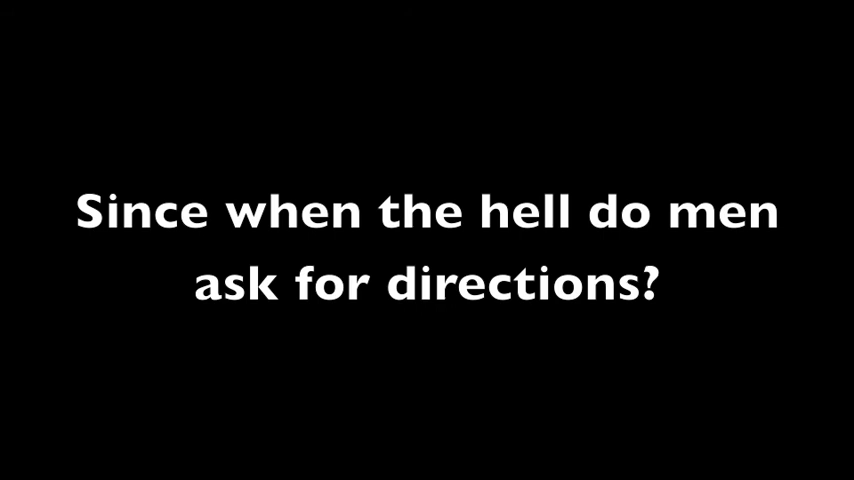 Since when the hell do men
ask for directions?